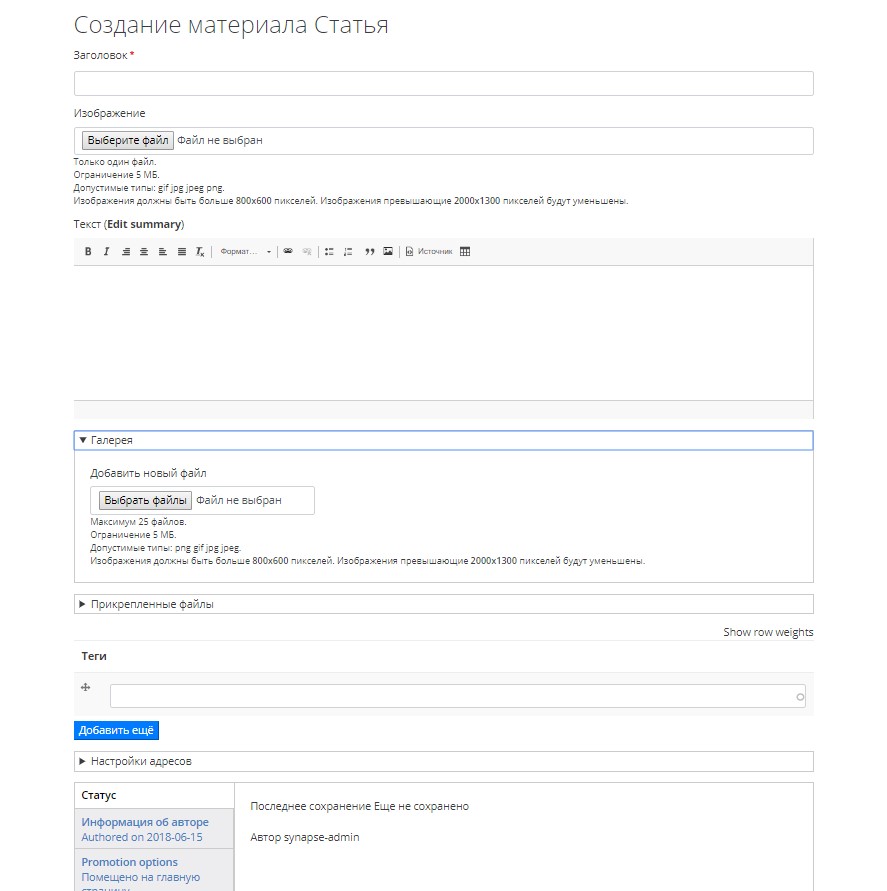 Создание материала Статья
Заголовок *
Изображение
Выберите файл Файл не выбран
Только один файл.
Ограничение 5 МБ.
Допустимые типы: gif jpg jpeg png.
Изображения должны быть больше 800x600 пикселей. Изображения превышающие 2000x1300 пикселей будут уменьшены.
Текст (Edit summary)
B I Tx Формат... Источник
Галерея
Добавить новый файл
Выбрать файлы Файл не выбран
Максимум 25 файлов.
Ограничение 5 МБ.
Допустимые типы: png gif jpg jpeg.
Изображения должны быть больше 800x600 пикселей. Изображения превышающие 2000x1300 пикселей будут уменьшены.
Прикрепленные файлы
Show row weights
Теги
Добавить ещё
Настройки адресов
Статус
Последнее сохранение Еще не сохранено
Информация об авторе
Authored on 2018-06-15
Автор synapse-admin
Promotion options
Помещено на главную
страницу